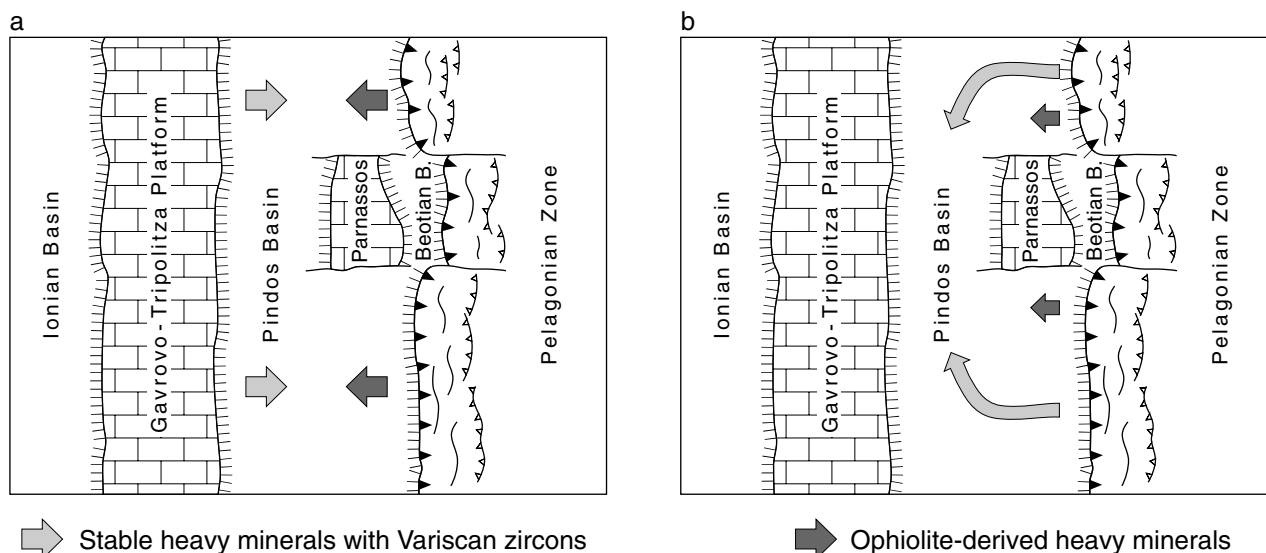 a
Ionian Basin
Gavrovo-Tripolitza Platform
Pindos Basin
Parnassos
Beotian B.
Pelagonian Zone
b
Ionian Basin
Gavrovo-Tripolitza Platform
Pindos Basin
Parnassos
Beotian B.
Pelagonian Zone
Stable heavy minerals with Variscan zircons
Ophiolite-derived heavy minerals